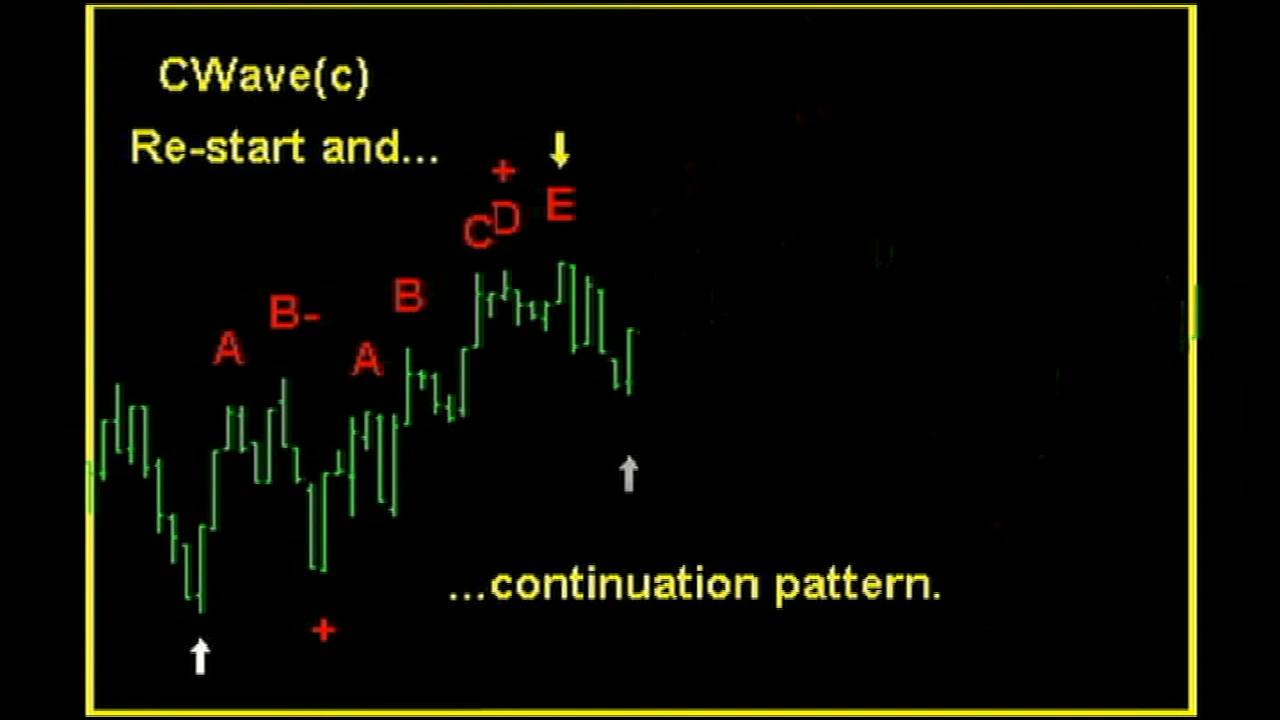 CWave(c)
Re-start and...
+
E
C D
B
B-
A
A
...continuation pattern.
+